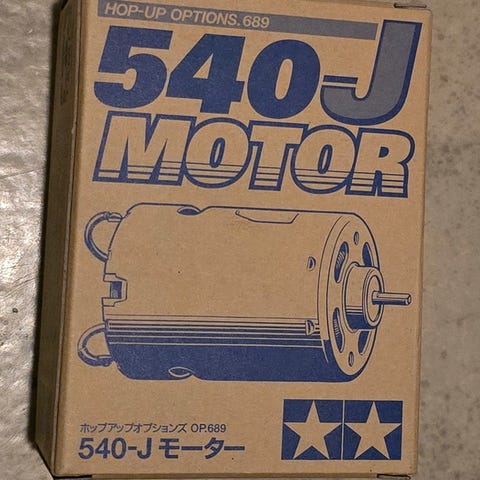 HOP-UP OPTIONS.689
540-J
MOTOR
ホップアップオプションズ OP.689
540-J モーター